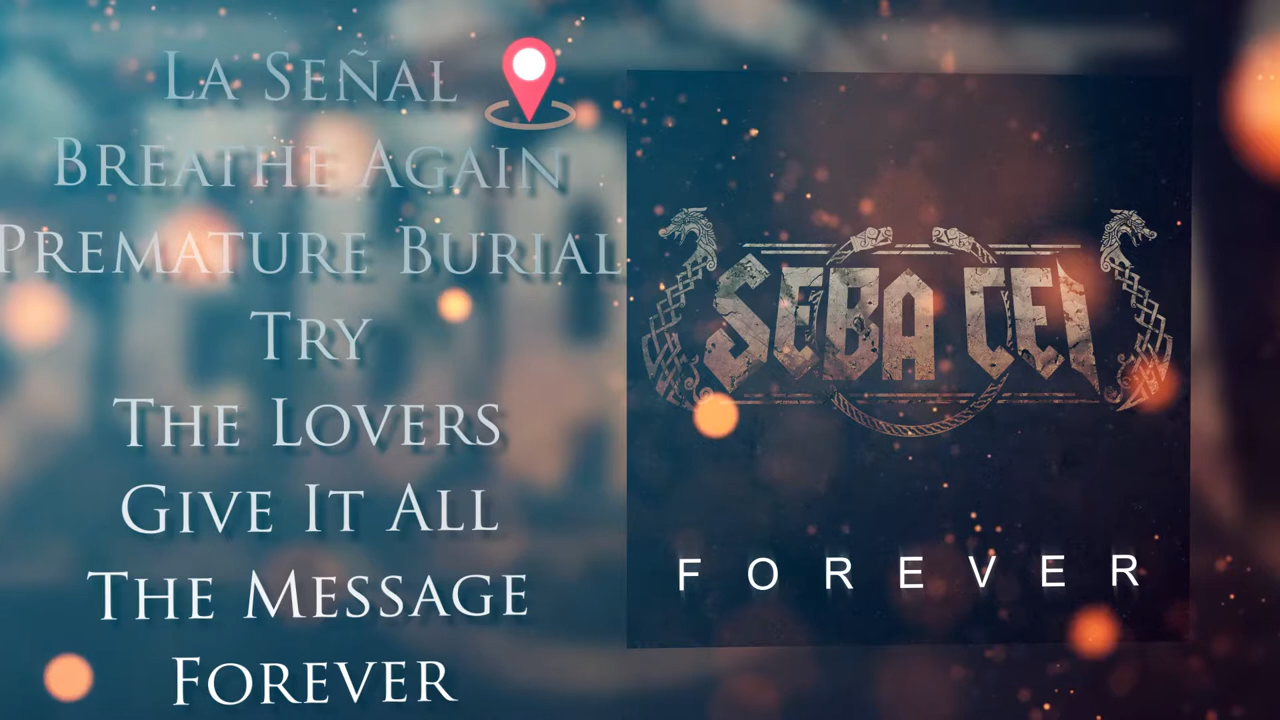 La Señal
Breathe Again
Premature Burial
Try
The Lovers
Give It All
The Message
Forever
SEBA CEI
FOREVER